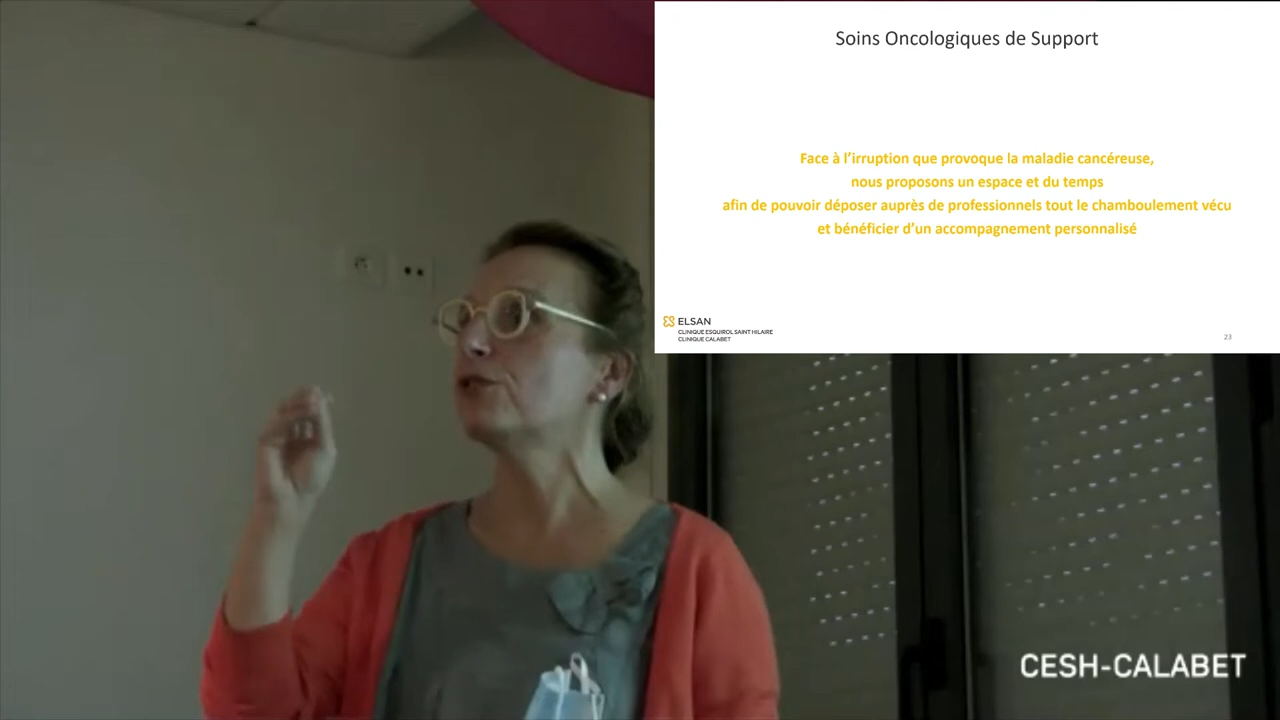 Soins Oncologiques de Support
Face à l'irruption que provoque la maladie cancéreuse,
nous proposons un espace et du temps
afin de pouvoir déposer auprès de professionnels tout le chamboulement vécu
et bénéficier d'un accompagnement personnalisé
ELSAN
CLINIQUE ESQUIROL SAINT HILAIRE
CLINIQUE CALABET
23
CESH-CALABET